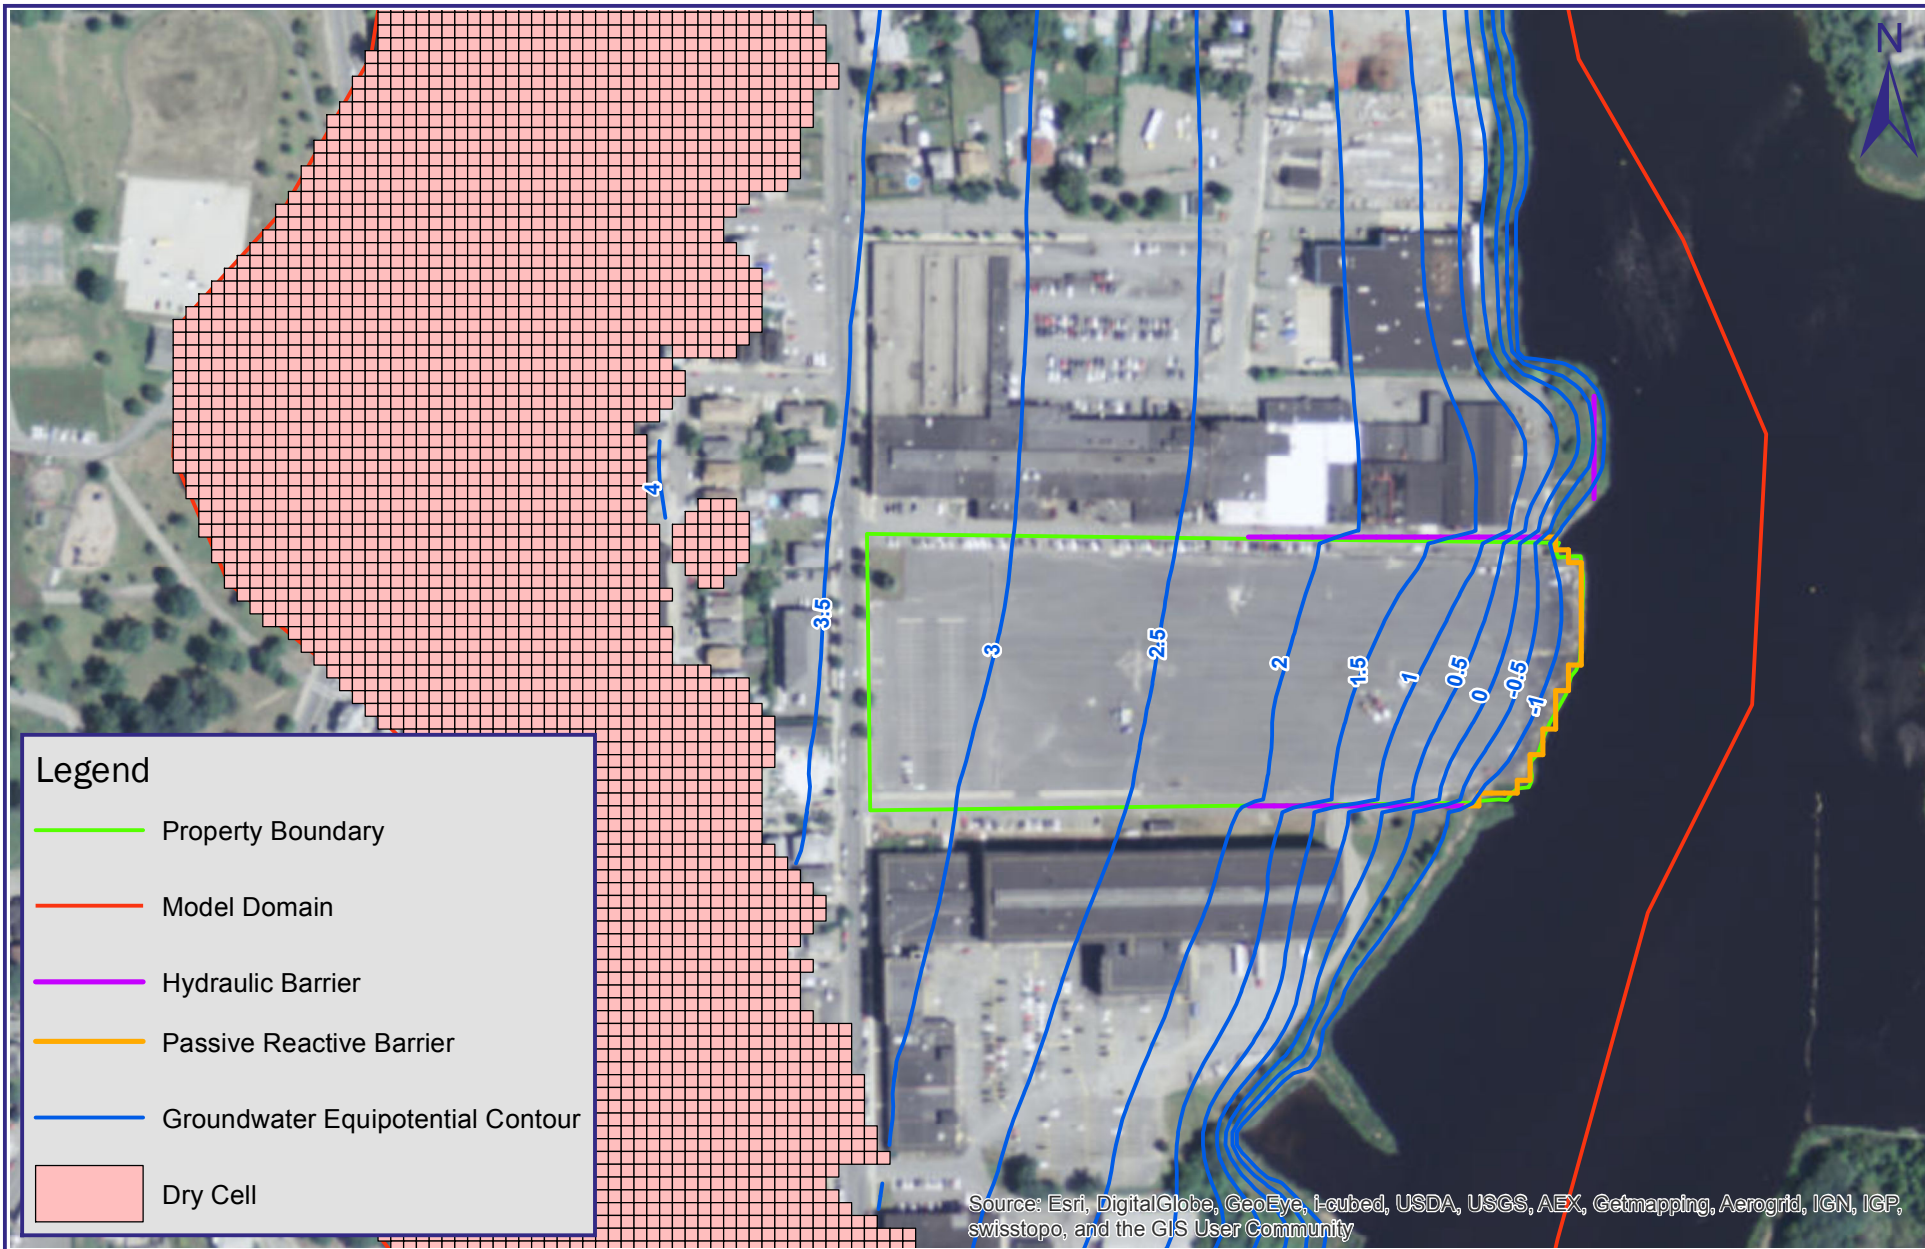 N
4
3.5
3
2.5
2
1.5
1
0.5
0
-0.5
-1
Legend
Property Boundary
Model Domain
Hydraulic Barrier
Passive Reactive Barrier
Groundwater Equipotential Contour
Dry Cell
Source: Esri, DigitalGlobe, GeoEye, i-cubed, USDA, USGS, AEX, Getmapping, Aerogrid, IGN, IGP,
swisstopo, and the GIS User Community